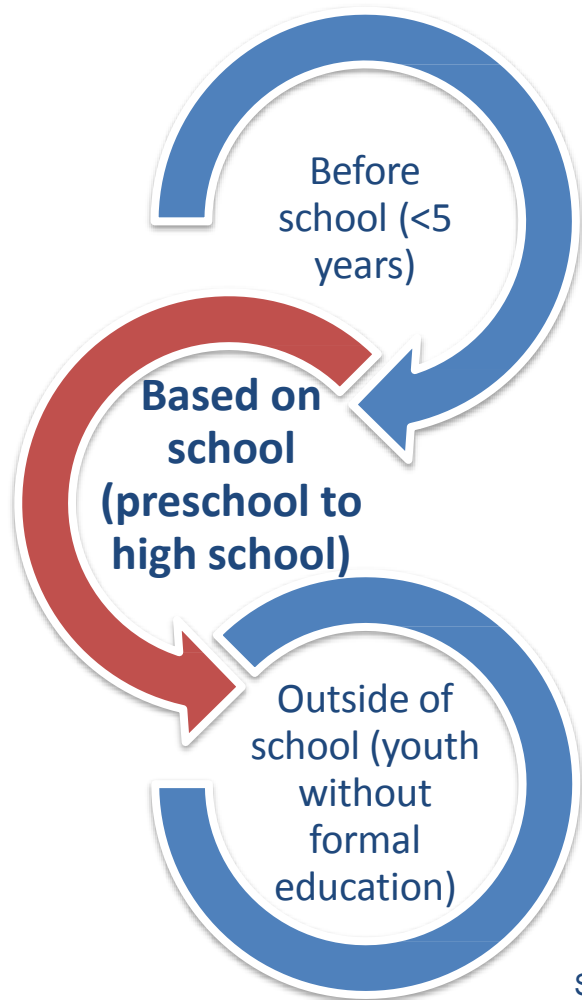 Before
school (<5
years)
Based on
school
(preschool to
high school)
Outside of
school (youth
without
formal
education)